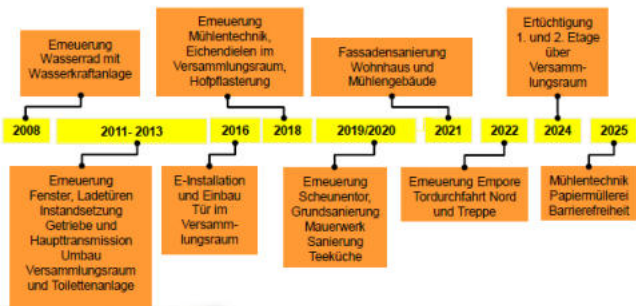 Erneuerung
Wasserrad mit
Wasserkraftanlage
Erneuerung
Mühlentechnik,
Eichendielen im
Versammlungsraum,
Hofpflasterung
Fassadensanierung
Wohnhaus und
Mühlengebäude
Ertüchtigung
1. und 2. Etage
über
Versamm-
lungsraum
2008
2011- 2013
2016
2018
2019/2020
2021
2022
2024
2025
Erneuerung
Fenster, Ladetüren
Instandsetzung
Getriebe und
Haupttransmission
Umbau
Versammlungsraum
und Toilettenanlage
E-Installation
und Einbau
Tür im
Versamm-
lungsraum
Erneuerung
Scheunentor,
Grundsanierung
Mauerwerk
Sanierung
Teeküche
Erneuerung Empore
Tordurchfahrt Nord
und Treppe
Mühlentechnik
Papiermüllerei
Barrierefreiheit